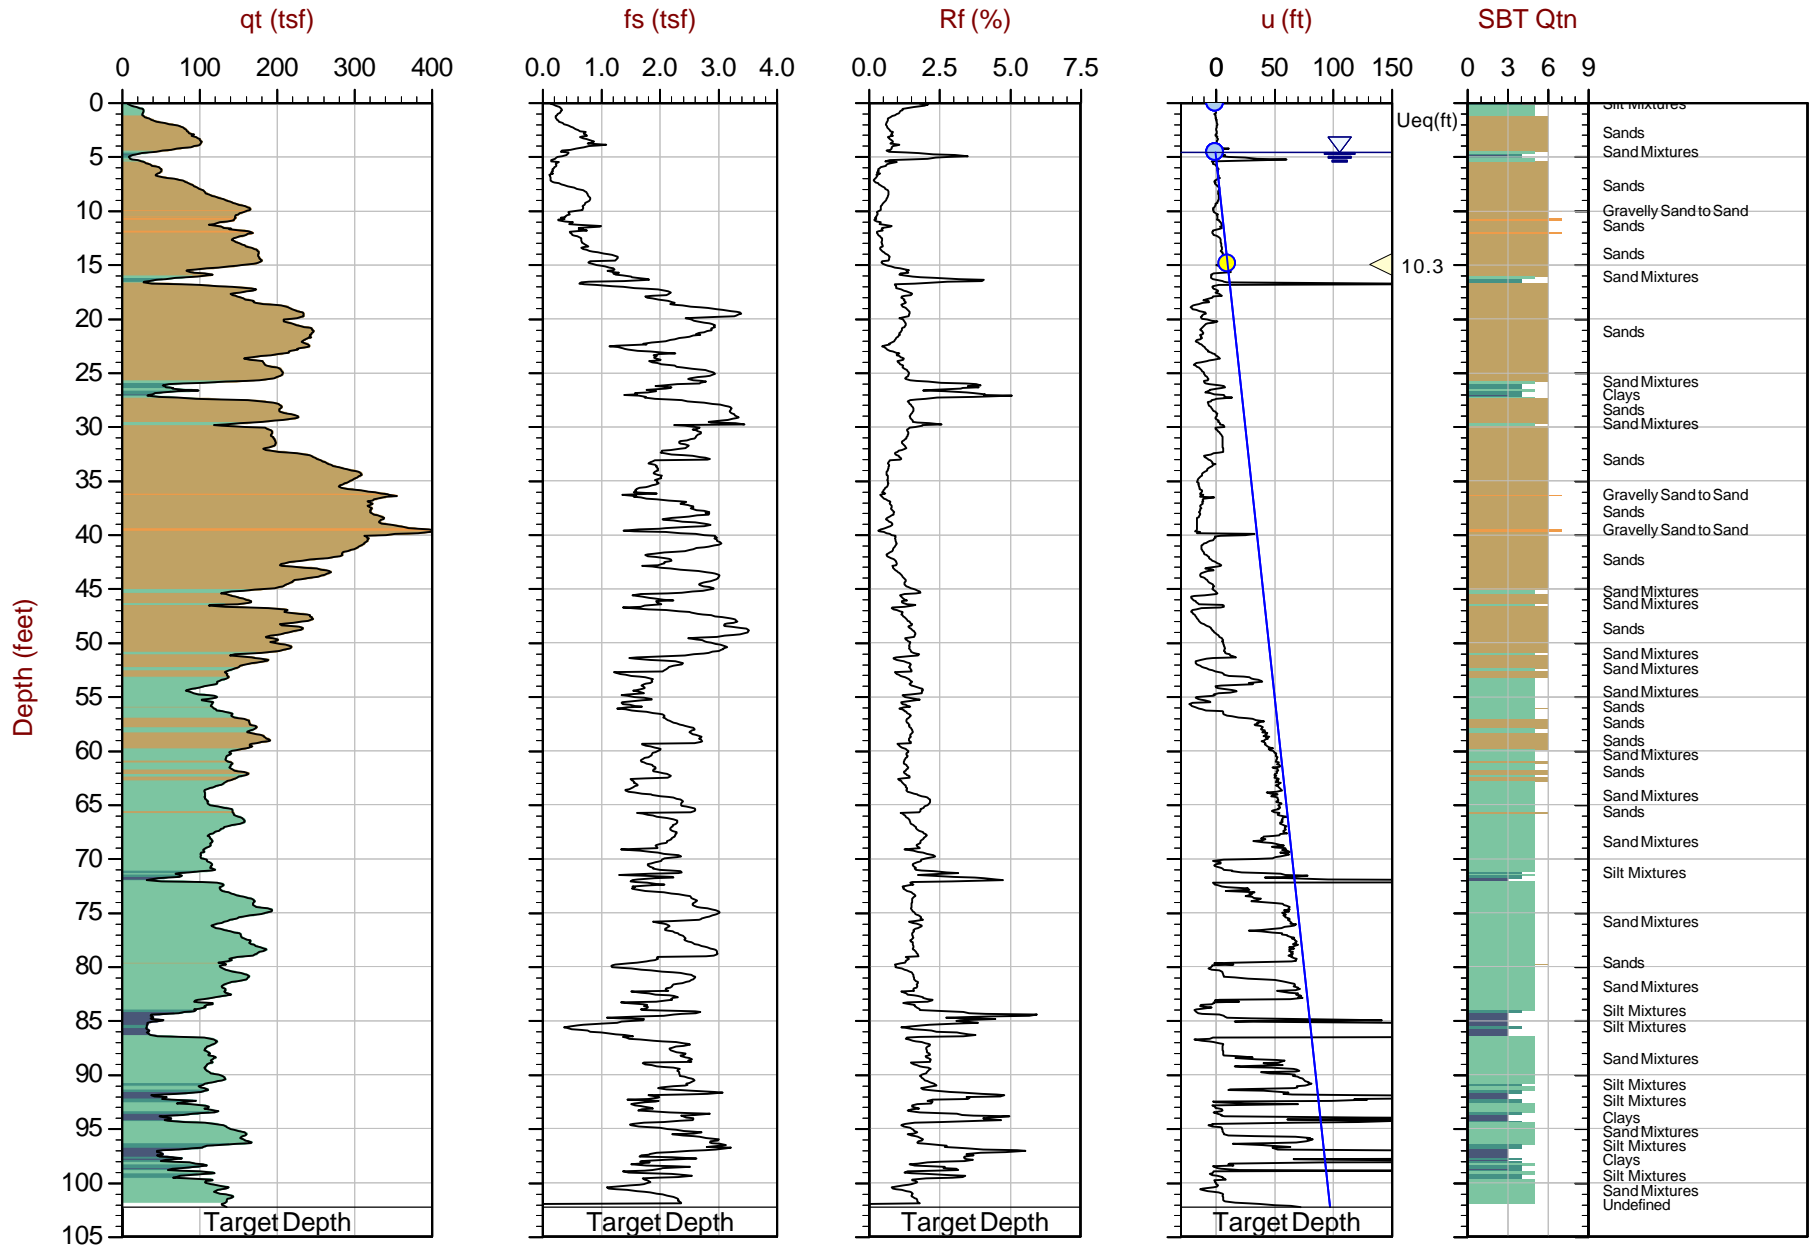 qt (tsf) fs (tsf) Rf (%) u (ft) SBT Qtn
0 100 200 300 400 0.0 1.0 2.0 3.0 4.0 0.0 2.5 5.0 7.5 0 50 100 150 0 3 6 9
Depth (feet)
0
5
10
15
20
25
30
35
40
45
50
55
60
65
70
75
80
85
90
95
100
105
Ueq(ft)
10.3
Silt Mixtures
Sands
Sand Mixtures
Sands
Gravelly Sand to Sand
Sands
Sands
Sand Mixtures
Sands
Sand Mixtures
Clays
Sands
Sand Mixtures
Sands
Gravelly Sand to Sand
Sands
Gravelly Sand to Sand
Sands
Sand Mixtures
Sand Mixtures
Sands
Sand Mixtures
Sand Mixtures
Sand Mixtures
Sands
Sands
Sands
Sand Mixtures
Sands
Sand Mixtures
Sands
Sand Mixtures
Silt Mixtures
Sand Mixtures
Sands
Sand Mixtures
Silt Mixtures
Silt Mixtures
Sand Mixtures
Silt Mixtures
Silt Mixtures
Clays
Sand Mixtures
Silt Mixtures
Clays
Silt Mixtures
Sand Mixtures
Undefined
Target Depth Target Depth Target Depth Target Depth